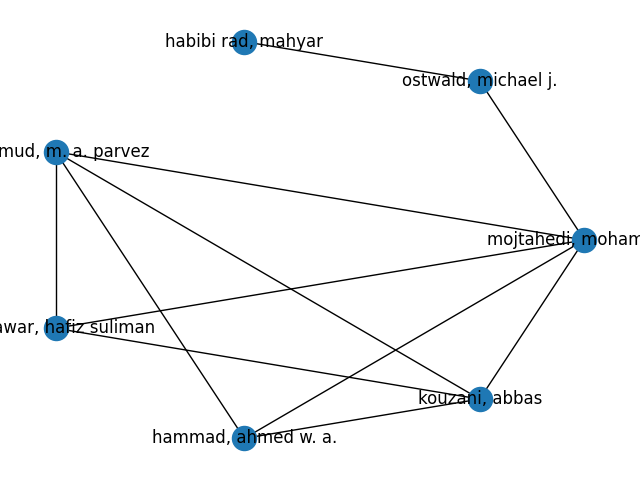 habibi rad, mahyar
ostwald, michael j.
mud, m. a. parvez
mojtahedi, moham
awar, hafiz suliman
kouzani, abbas
hammad, ahmed w. a.